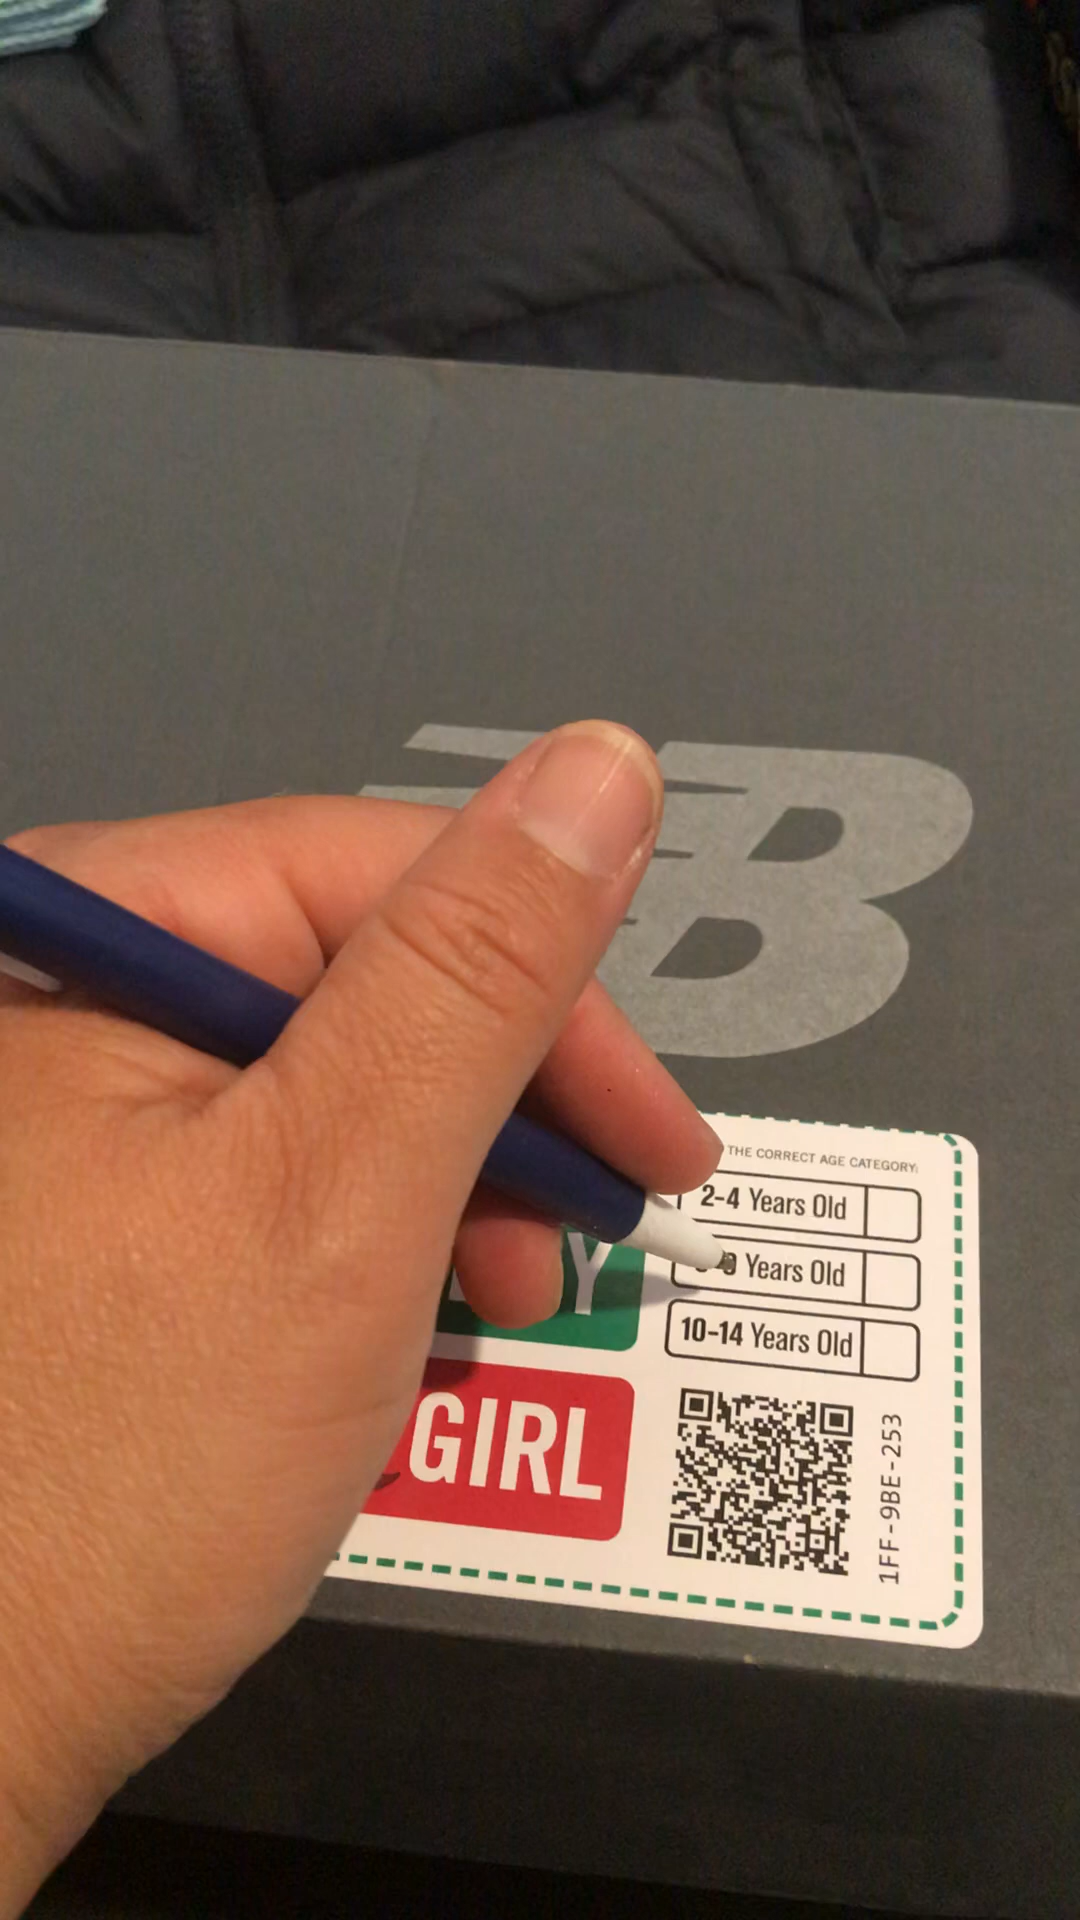 THE CORRECT AGE CATEGORY:
2-4 Years Old
Years Old
10-14 Years Old
GIRL
1FF-9BE-253